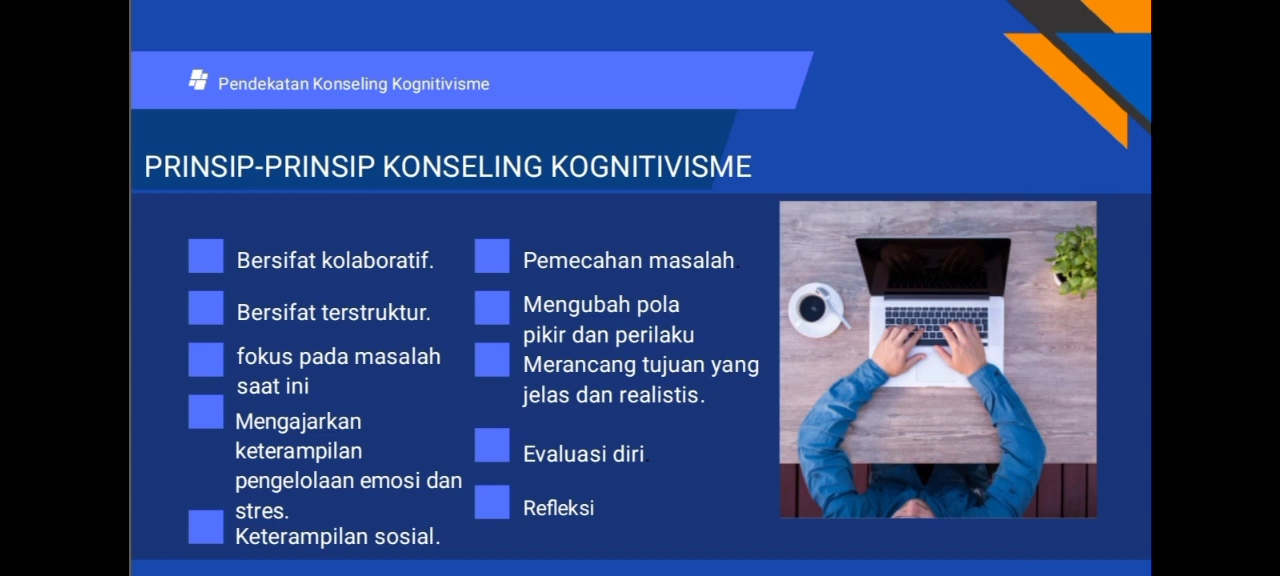 Pendekatan Konseling Kognitivisme
PRINSIP-PRINSIP KONSELING KOGNITIVISME
Bersifat kolaboratif.
Bersifat terstruktur.
fokus pada masalah
saat ini
Mengajarkan
keterampilan
pengelolaan emosi dan
stres.
Keterampilan sosial.
Pemecahan masalah.
Mengubah pola
pikir dan perilaku
Merancang tujuan yang
jelas dan realistis.
Evaluasi diri.
Refleksi